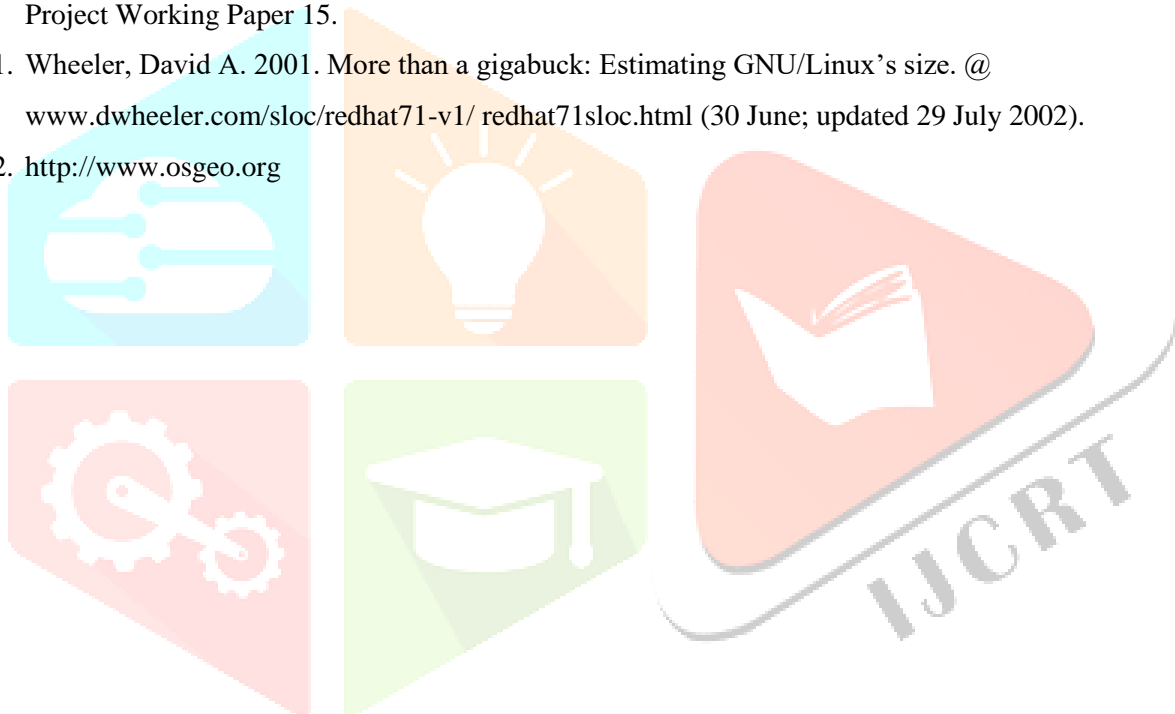 Project Working Paper 15.
1. Wheeler, David A. 2001. More than a gigabuck: Estimating GNU/Linux’s size. @
www.dwheeler.com/sloc/redhat71-v1/ redhat71sloc.html (30 June; updated 29 July 2002).
2. http://www.osgeo.org
IJCRT